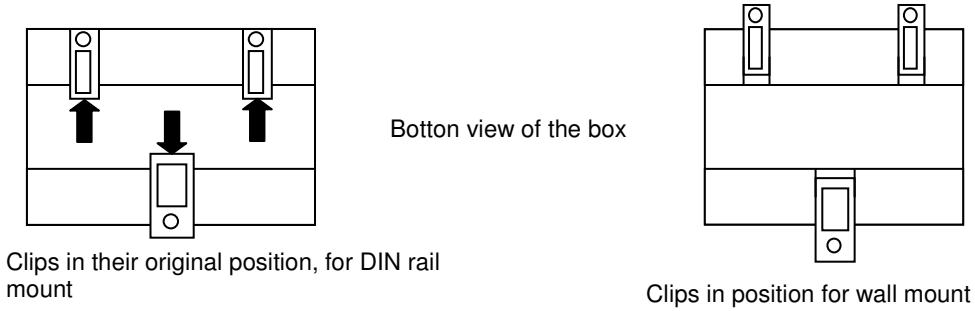 Botton view of the box
Clips in their original position, for DIN rail
mount
Clips in position for wall mount